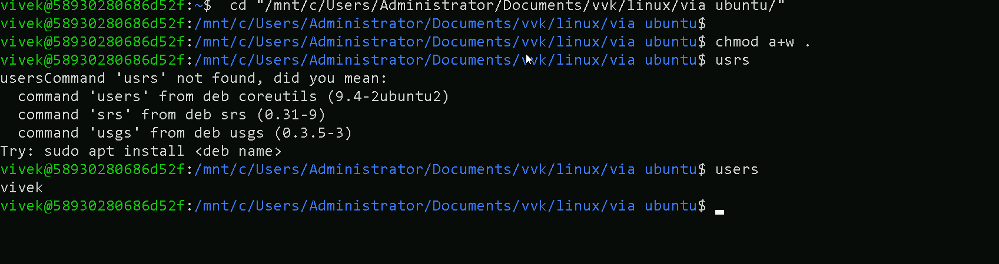 vivek@58930280686d52f:~$  cd "/mnt/c/Users/Administrator/Documents/vvk/linux/via ubuntu/"
vivek@58930280686d52f:/mnt/c/Users/Administrator/Documents/vvk/linux/via ubuntu$
vivek@58930280686d52f:/mnt/c/Users/Administrator/Documents/vvk/linux/via ubuntu$ chmod a+w .
vivek@58930280686d52f:/mnt/c/Users/Administrator/Documents/vvk/linux/via ubuntu$ usrs
usersCommand 'usrs' not found, did you mean:
  command 'users' from deb coreutils (9.4-2ubuntu2)
  command 'srs' from deb srs (0.31-9)
  command 'usgs' from deb usgs (0.3.5-3)
Try: sudo apt install <deb name>
vivek@58930280686d52f:/mnt/c/Users/Administrator/Documents/vvk/linux/via ubuntu$ users
vivek
vivek@58930280686d52f:/mnt/c/Users/Administrator/Documents/vvk/linux/via ubuntu$